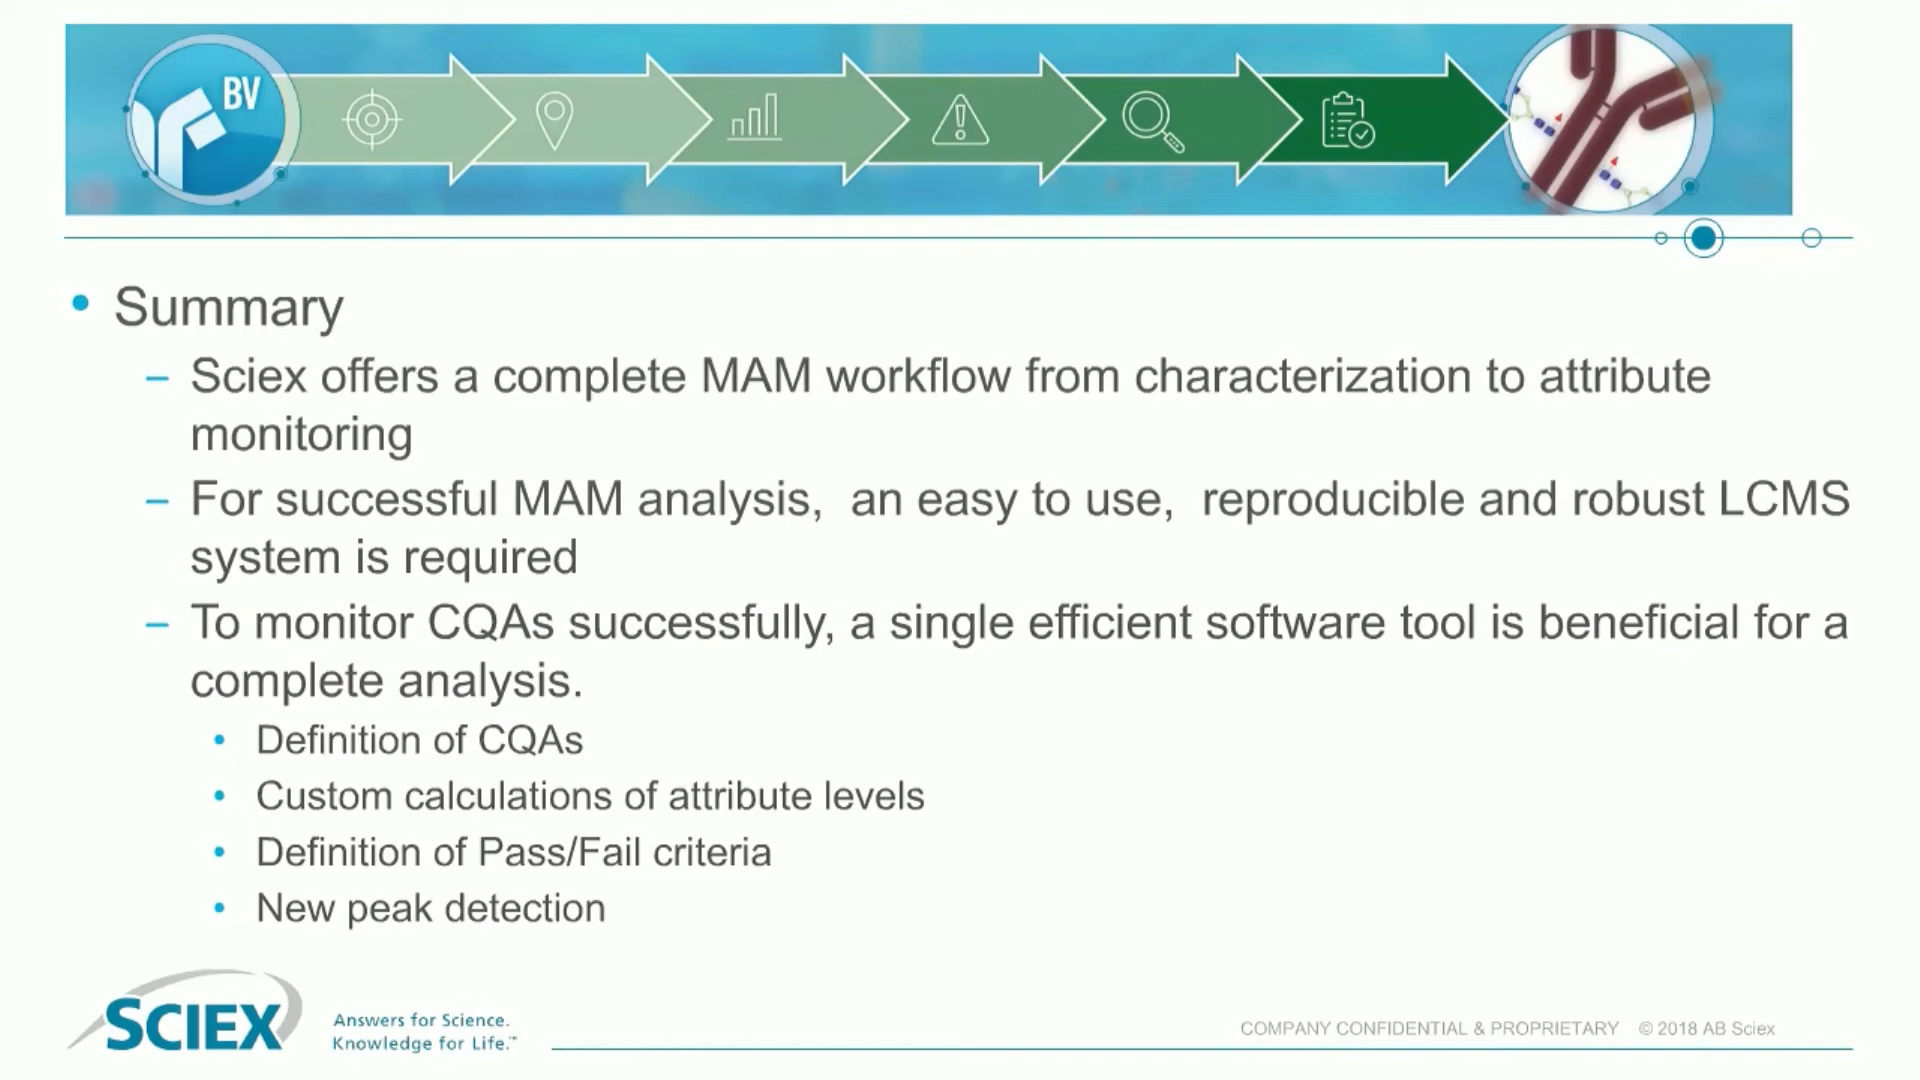 BV
• Summary
– Sciex offers a complete MAM workflow from characterization to attribute
monitoring
– For successful MAM analysis,  an easy to use,  reproducible and robust LCMS
system is required
– To monitor CQAs successfully, a single efficient software tool is beneficial for a
complete analysis.
• Definition of CQAs
• Custom calculations of attribute levels
• Definition of Pass/Fail criteria
• New peak detection
SCIEX
Answers for Science.
Knowledge for Life.™
COMPANY CONFIDENTIAL & PROPRIETARY © 2018 AB Sciex